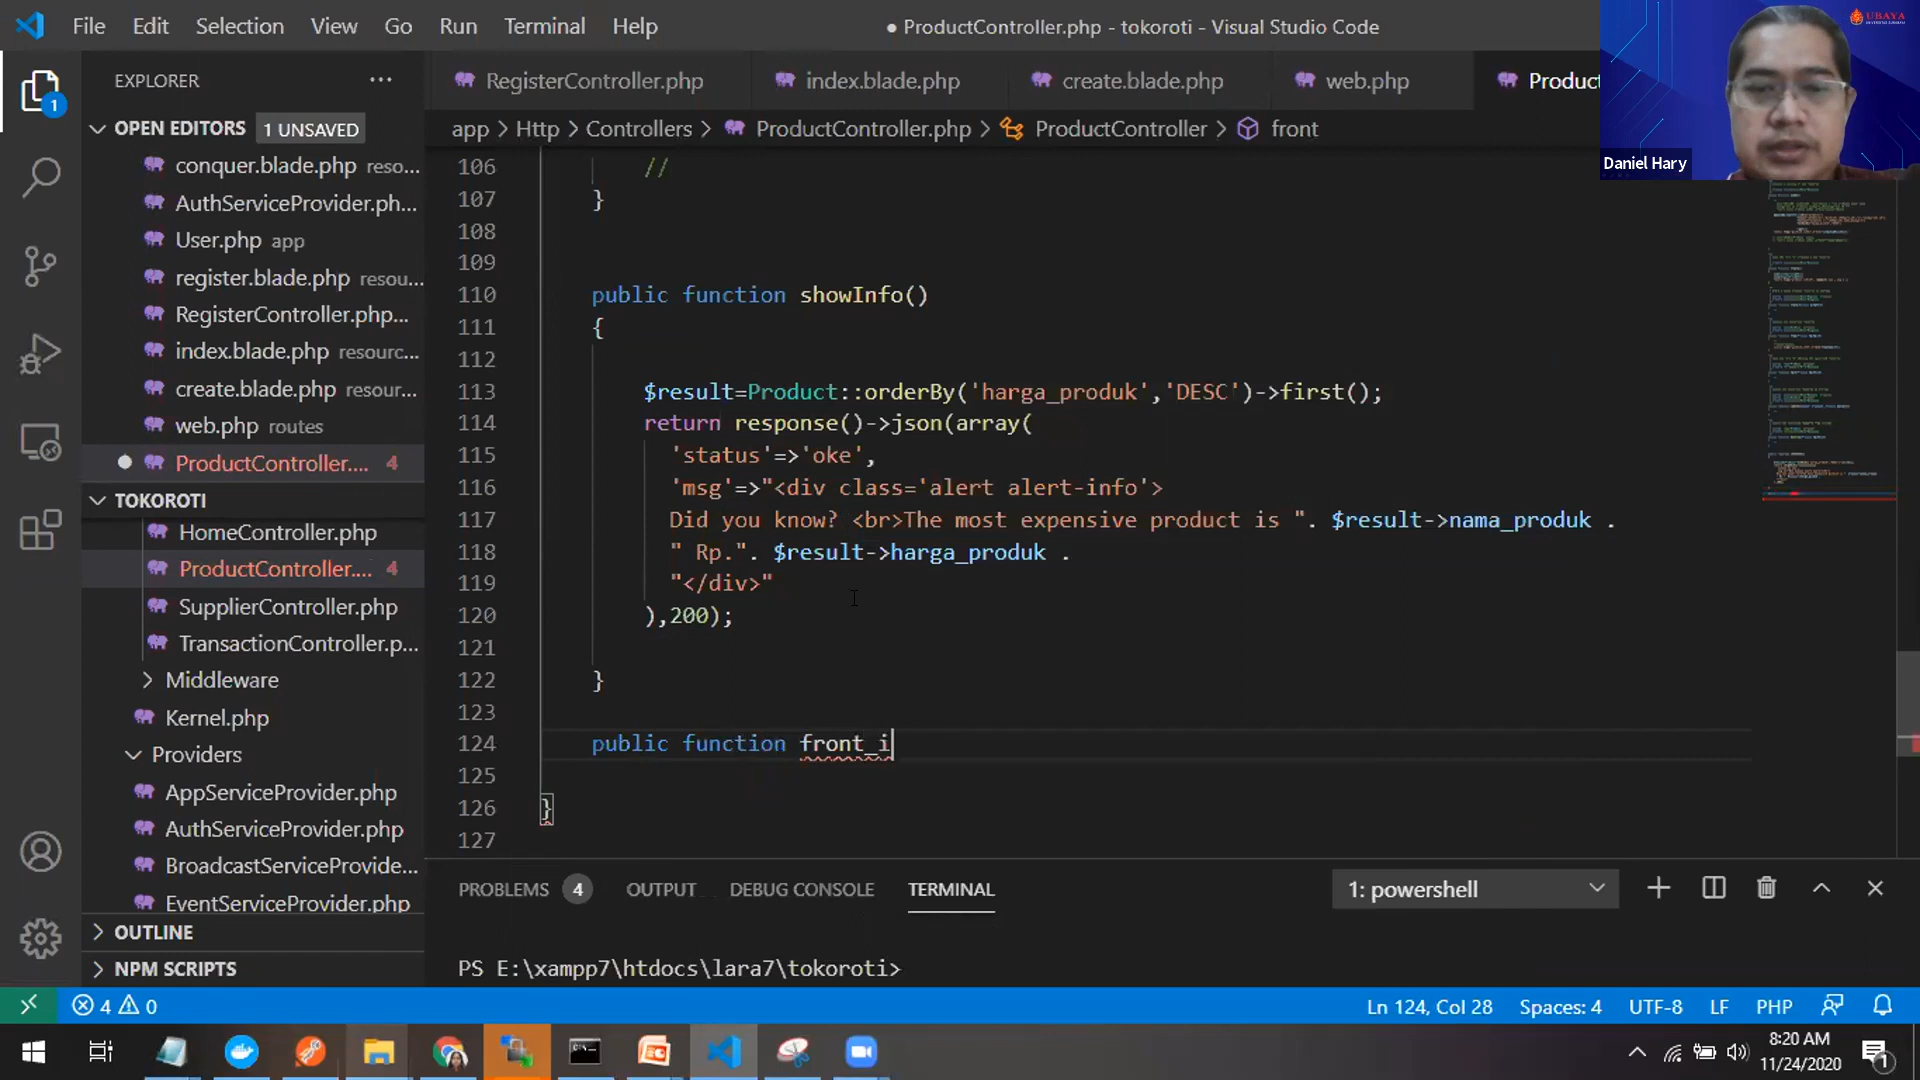 File Edit Selection View Go Run Terminal Help
● ProductController.php - tokoroti - Visual Studio Code
UBAYA
Daniel Hary
EXPLORER
OPEN EDITORS 1 UNSAVED
conquer.blade.php reso...
AuthServiceProvider.ph...
User.php app
register.blade.php resou...
RegisterController.php...
index.blade.php resourc...
create.blade.php resour...
web.php routes
ProductController.... 4
TOKOROTI
HomeController.php
ProductController.... 4
SupplierController.php
TransactionController.p...
Middleware
Kernel.php
Providers
AppServiceProvider.php
AuthServiceProvider.php
BroadcastServiceProvide...
EventServiceProvider.php
OUTLINE
NPM SCRIPTS
1
RegisterController.php index.blade.php create.blade.php web.php Produc
app > Http > Controllers > ProductController.php > ProductController > front
106 //
107 }
108
109
110 public function showInfo()
111 {
112
113 $result=Product::orderBy('harga_produk','DESC')->first();
114 return response()->json(array(
115 'status'=>'oke',
116 'msg'=>"<div class='alert alert-info'>
117 Did you know? <br>The most expensive product is ". $result->nama_produk .
118 " Rp.". $result->harga_produk .
119 "</div>"
120 ),200);
121
122 }
123
124 public function front_i
125
126 }
127
PROBLEMS 4 OUTPUT DEBUG CONSOLE TERMINAL 1: powershell
PS E:\xampp7\htdocs\lara7\tokoroti>
4 0 Ln 124, Col 28 Spaces: 4 UTF-8 LF PHP
8:20 AM
11/24/2020
1